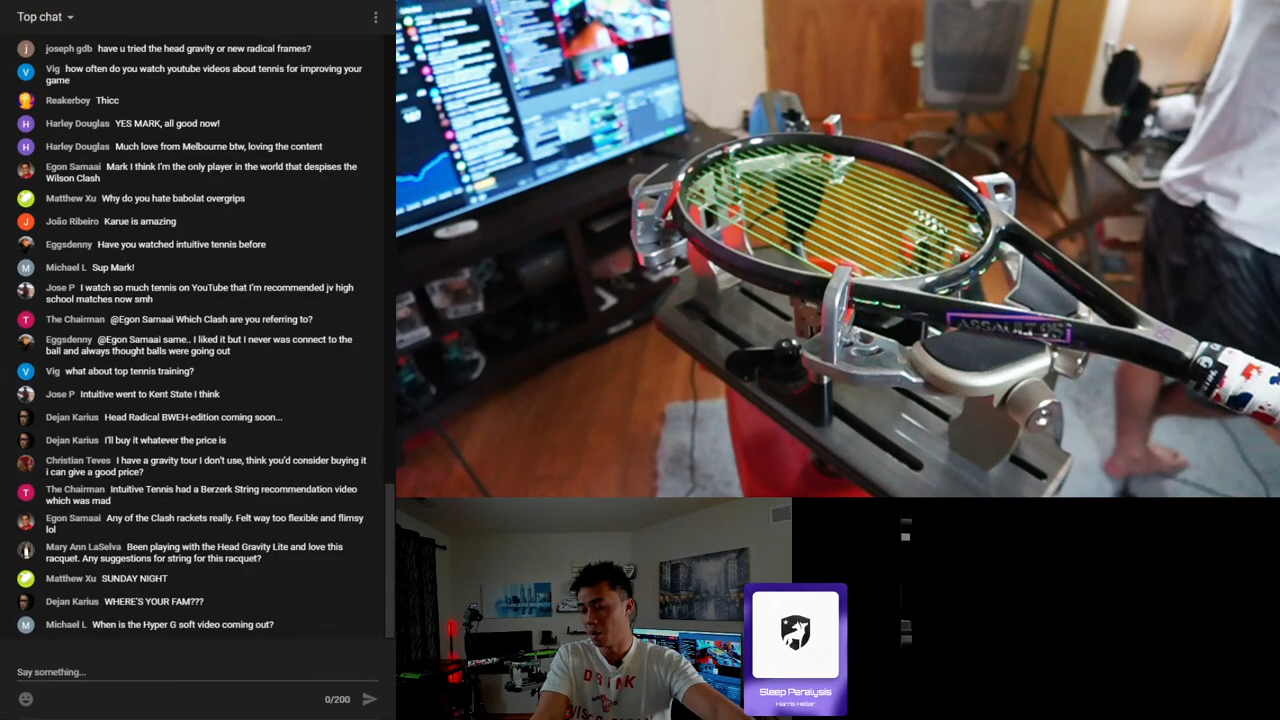 Top chat
joseph gdb have u tried the head gravity or new radical frames?
Vig how often do you watch youtube videos about tennis for improving your
game
Reakerboy Thicc
Harley Douglas YES MARK, all good now!
Harley Douglas Much love from Melbourne btw, loving the content
Egon Samaai Mark I think I'm the only player in the world that despises the
Wilson Clash
Matthew Xu Why do you hate babolat overgrips
João Ribeiro Karue is amazing
Eggsdenny Have you watched intuitive tennis before
Michael L Sup Mark!
Jose P I watch so much tennis on YouTube that I'm recommended jv high
school matches now smh
The Chairman @Egon Samaai Which Clash are you referring to?
Eggsdenny @Egon Samaai same.. I liked it but I never was connect to the
ball and always thought balls were going out
Vig what about top tennis training?
Jose P Intuitive went to Kent State I think
Dejan Karius Head Radical BWEH-edition coming soon...
Dejan Karius I'll buy it whatever the price is
Christian Teves I have a gravity tour I don't use, think you'd consider buying it
i can give a good price?
The Chairman Intuitive Tennis had a Berzerk String recommendation video
which was mad
Egon Samaai Any of the Clash rackets really. Felt way too flexible and flimsy
lol
Mary Ann LaSelva Been playing with the Head Gravity Lite and love this
racquet. Any suggestions for string for this racquet?
Matthew Xu SUNDAY NIGHT
Dejan Karius WHERE'S YOUR FAM???
Michael L When is the Hyper G soft video coming out?
Say something...
0/200
ASSAULT 95
Sleep Paralysis
Harris Heller